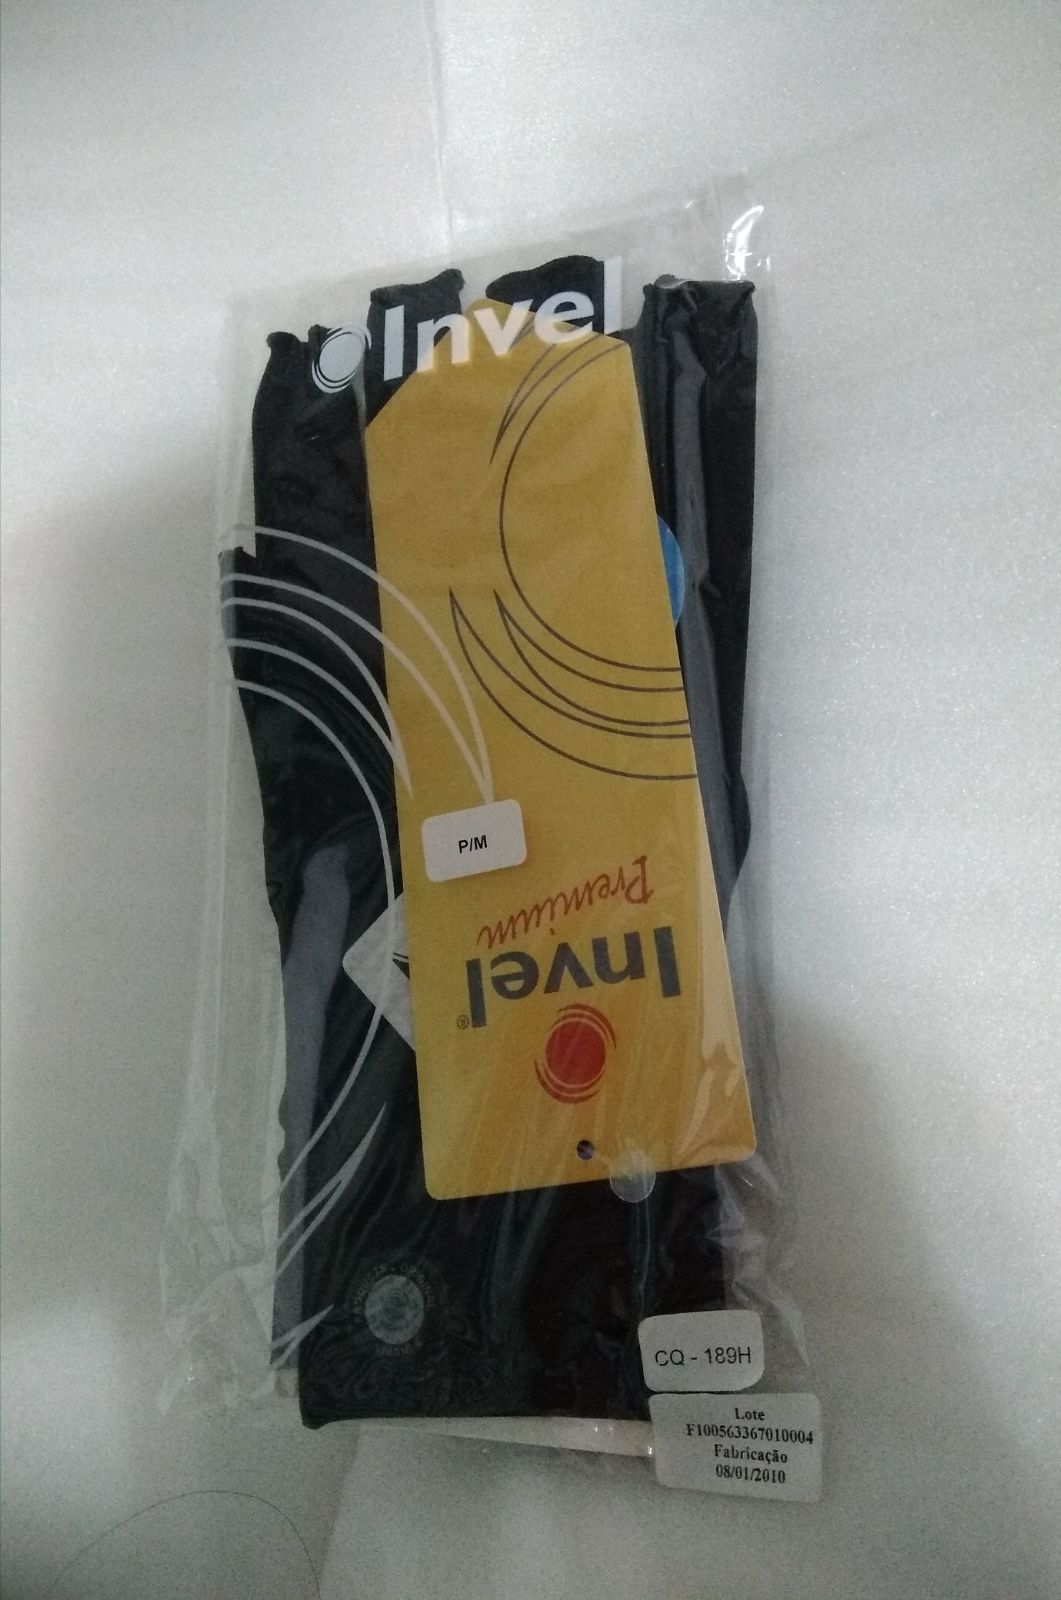 Invel
P/M
Premium
Invel®
CQ - 189H
Lote
F100563367010004
Fabricação
08/01/2010